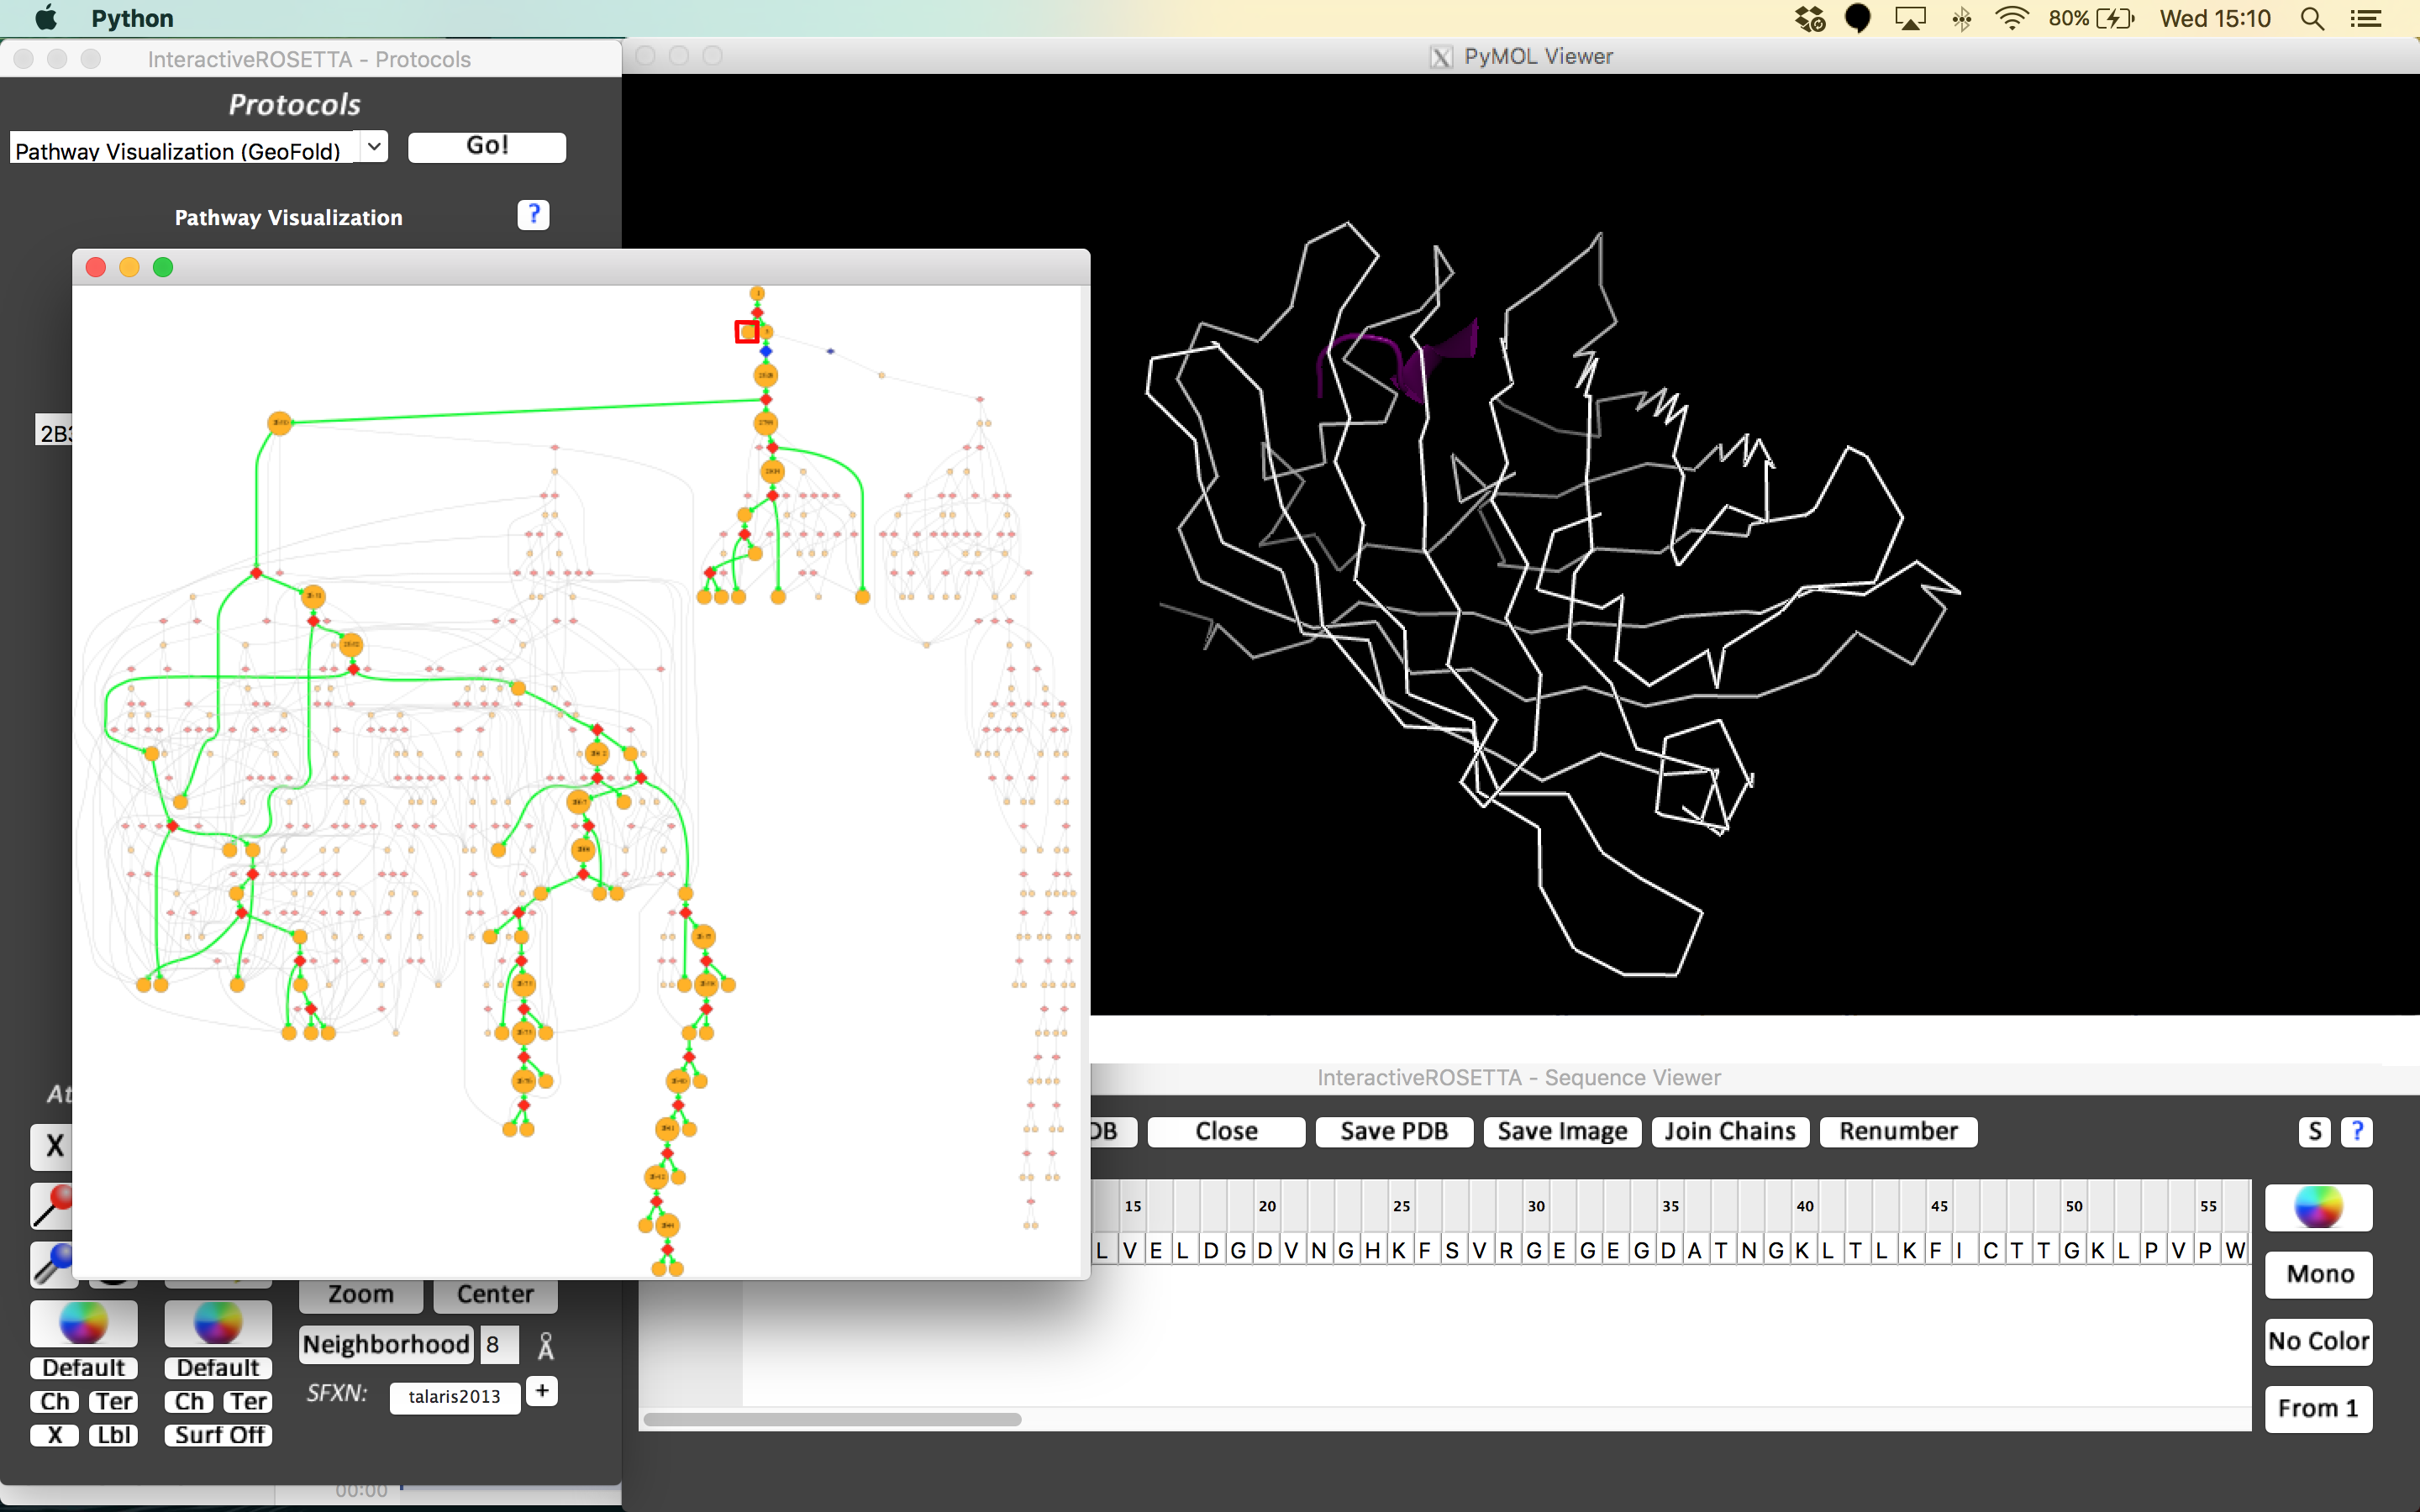 Python
80%
Wed 15:10
InteractiveROSETTA - Protocols
PyMOL Viewer
Protocols
Pathway Visualization (GeoFold)
Go!
Pathway Visualization
?
2B3
At
X
Zoom
Center
Neighborhood
8
Å
Default
Default
SFXN:
talaris2013
+
Ch
Ter
Ch
Ter
X
Lbl
Surf Off
00:00
InteractiveROSETTA - Sequence Viewer
DB
Close
Save PDB
Save Image
Join Chains
Renumber
S
?
15 20 25 30 35 40 45 50 55
L V E L D G D V N G H K F S V R G E G E G D A T N G K L T L K F I C T T G K L P V P W
Mono
No Color
From 1